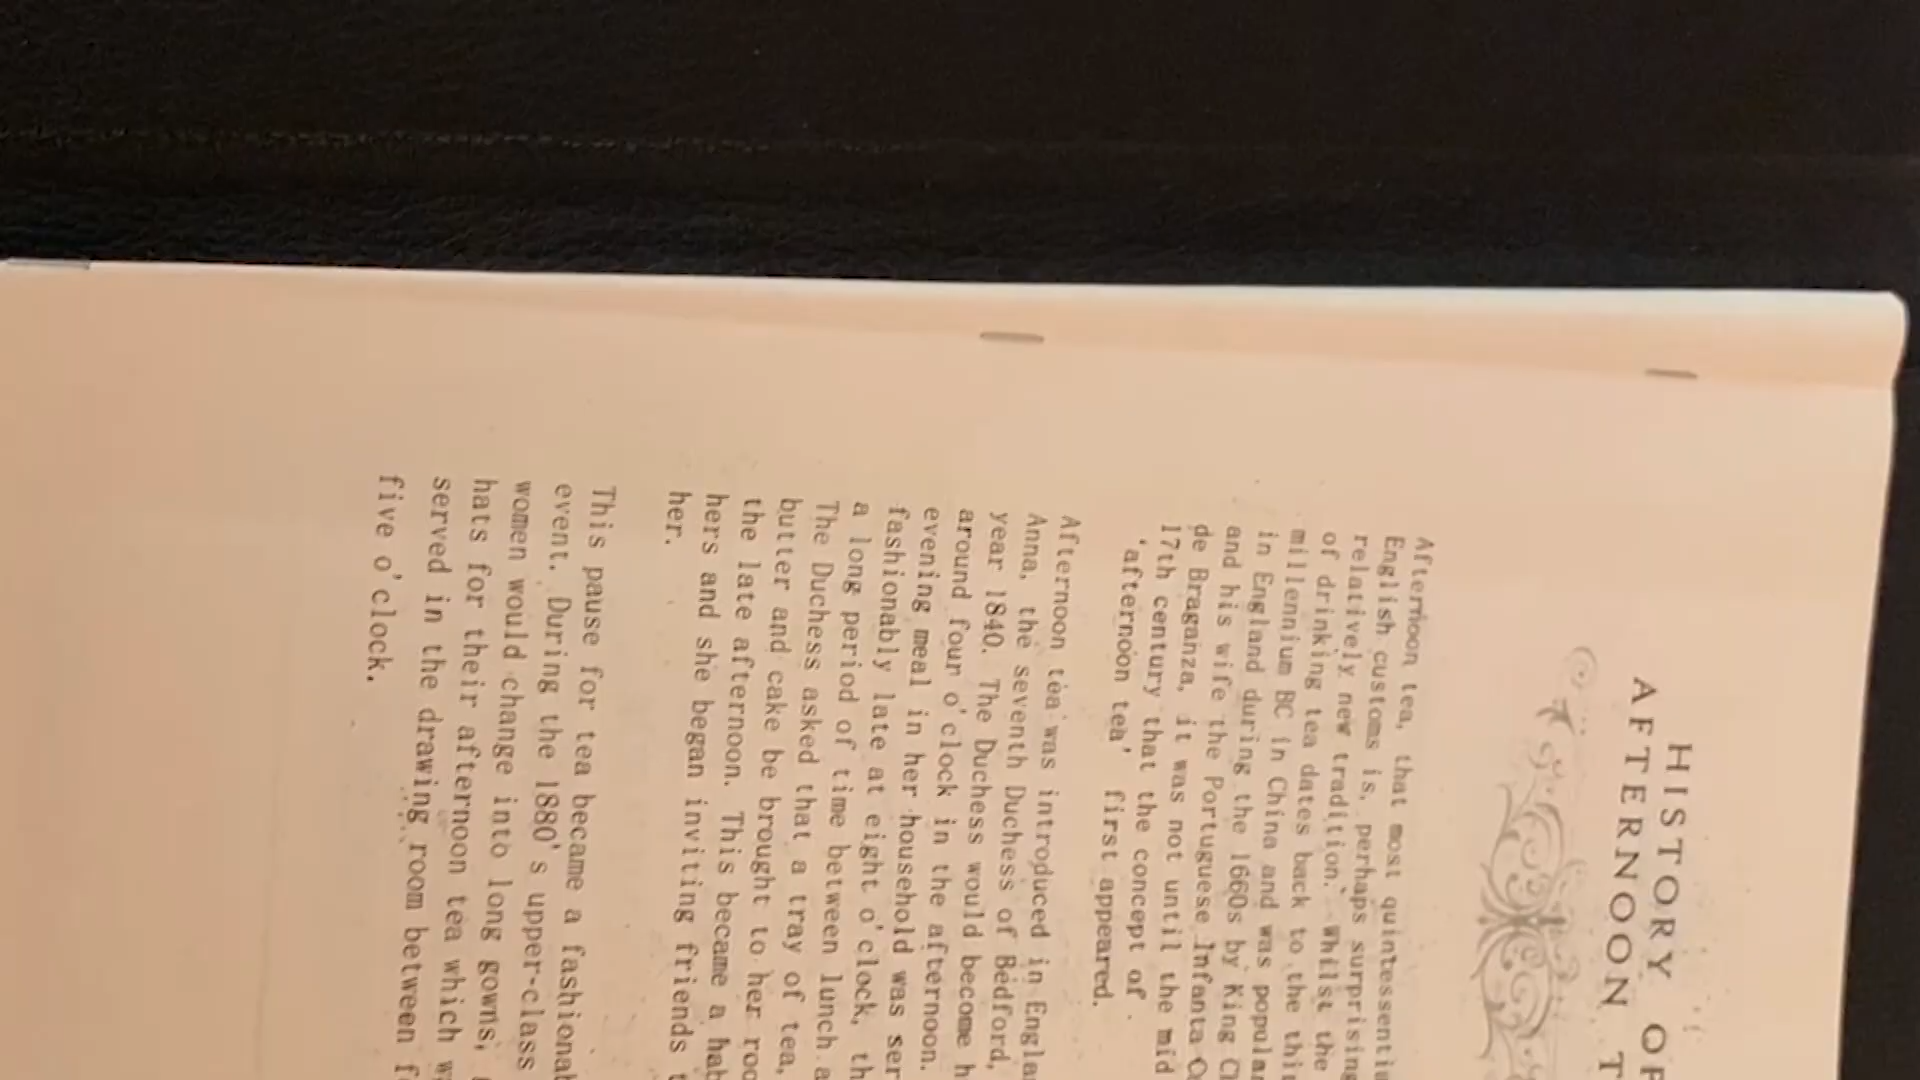 HISTORY OF
AFTERNOON T
Afternoon tea, that most quintessenti
English customs is, perhaps surprising
relatively new tradition. Whilst the
of drinking tea dates back to the thi
millennium BC in China and was popula
in England during the 1660s by King Ch
and his wife the Portuguese Infanta C
de Braganza, it was not until the mid
17th century that the concept of
'afternoon tea' first appeared.
Afternoon tea was introduced in Engla
Anna, the seventh Duchess of Bedford,
year 1840. The Duchess would become h
around four o'clock in the afternoon.
evening meal in her household was ser
fashionably late at eight o'clock, th
a long period of time between lunch a
The Duchess asked that a tray of tea,
butter and cake be brought to her roo
the late afternoon. This became a hab
hers and she began inviting friends t
her.
This pause for tea became a fashionab
event. During the 1880's upper-class
women would change into long gowns,
hats for their afternoon tea which w
served in the drawing room between f
five o'clock.